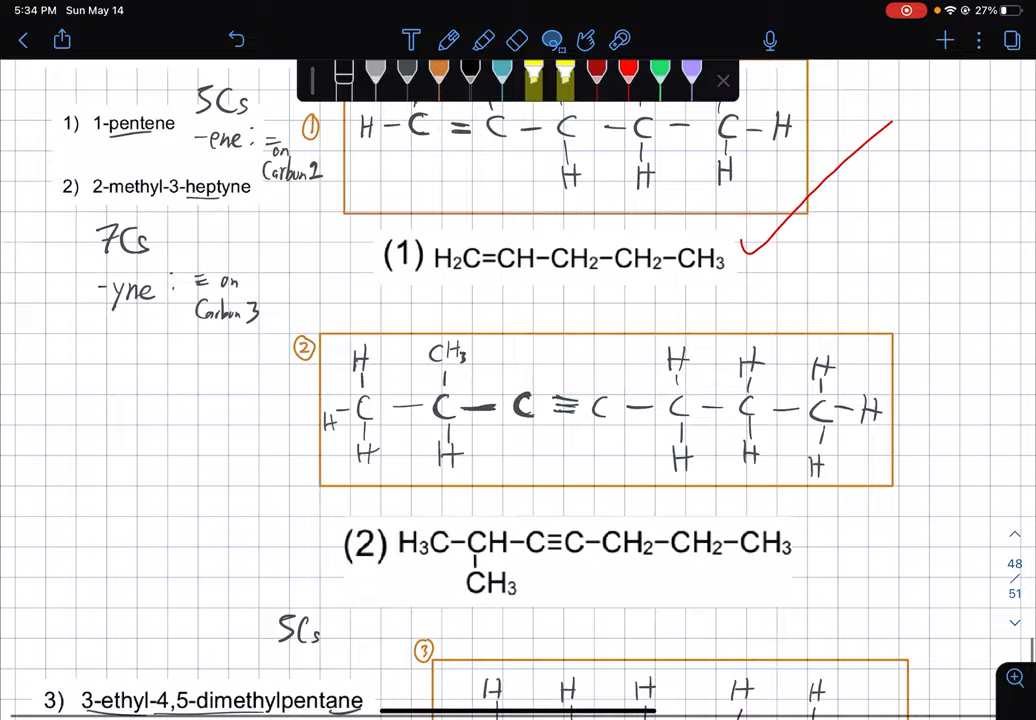 5:34 PM Sun May 14
27%
T
5Cs
1) 1-pentene
-ene : =
on
Carbon 2
① H-C = C - C - C - C-H
H H H
2) 2-methyl-3-heptyne
7Cs
-yne : ≡ on
Carbon 3
(1) H2C=CH-CH2-CH2-CH3
②
H CH3 H H H
H-C - C - C ≡ C - C - C - C-H
H H H H H
(2) H3C-CH-C≡C-CH2-CH2-CH3
CH3
48
/
51
5Cs
③
3) 3-ethyl-4,5-dimethylpentane
H H H H H